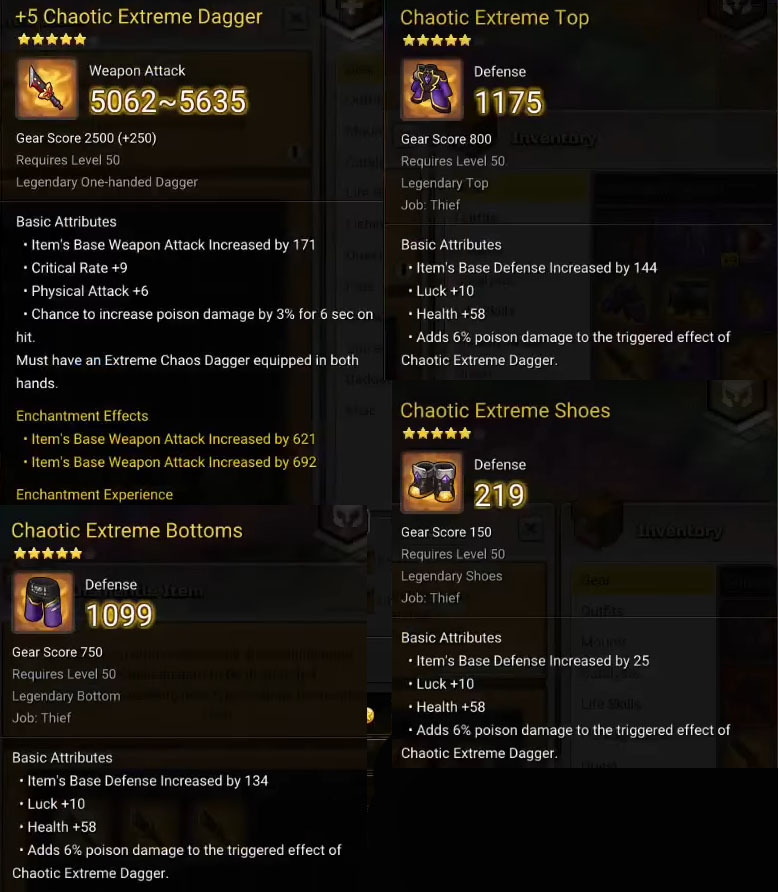 +5 Chaotic Extreme Dagger
Weapon Attack
5062~5635
Gear Score 2500 (+250)
Requires Level 50
Legendary One-handed Dagger
Basic Attributes
• Item's Base Weapon Attack Increased by 171
• Critical Rate +9
• Physical Attack +6
• Chance to increase poison damage by 3% for 6 sec on
hit.
Must have an Extreme Chaos Dagger equipped in both
hands.
Enchantment Effects
• Item's Base Weapon Attack Increased by 621
• Item's Base Weapon Attack Increased by 692
Enchantment Experience
Chaotic Extreme Top
Defense
1175
Gear Score 800
Requires Level 50
Legendary Top
Job: Thief
Inventory
Basic Attributes
• Item's Base Defense Increased by 144
• Luck +10
• Health +58
• Adds 6% poison damage to the triggered effect of
Chaotic Extreme Dagger.
Chaotic Extreme Bottoms
Defense
1099
Gear Score 750
Requires Level 50
Legendary Bottom
Job: Thief
Basic Attributes
• Item's Base Defense Increased by 134
• Luck +10
• Health +58
• Adds 6% poison damage to the triggered effect of
Chaotic Extreme Dagger.
Chaotic Extreme Shoes
Defense
219
Gear Score 150
Requires Level 50
Legendary Shoes
Job: Thief
Inventory
Gear
Outfits
Life Skills
Basic Attributes
• Item's Base Defense Increased by 25
• Luck +10
• Health +58
• Adds 6% poison damage to the triggered effect of
Chaotic Extreme Dagger.